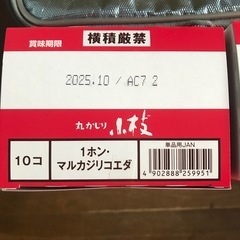 横積厳禁
賞味期限
2025.10 / AC7 2
丸かじり 小枝
10コ
1ホン・
マルカジリコエダ
単品用JAN
4 902888 259951